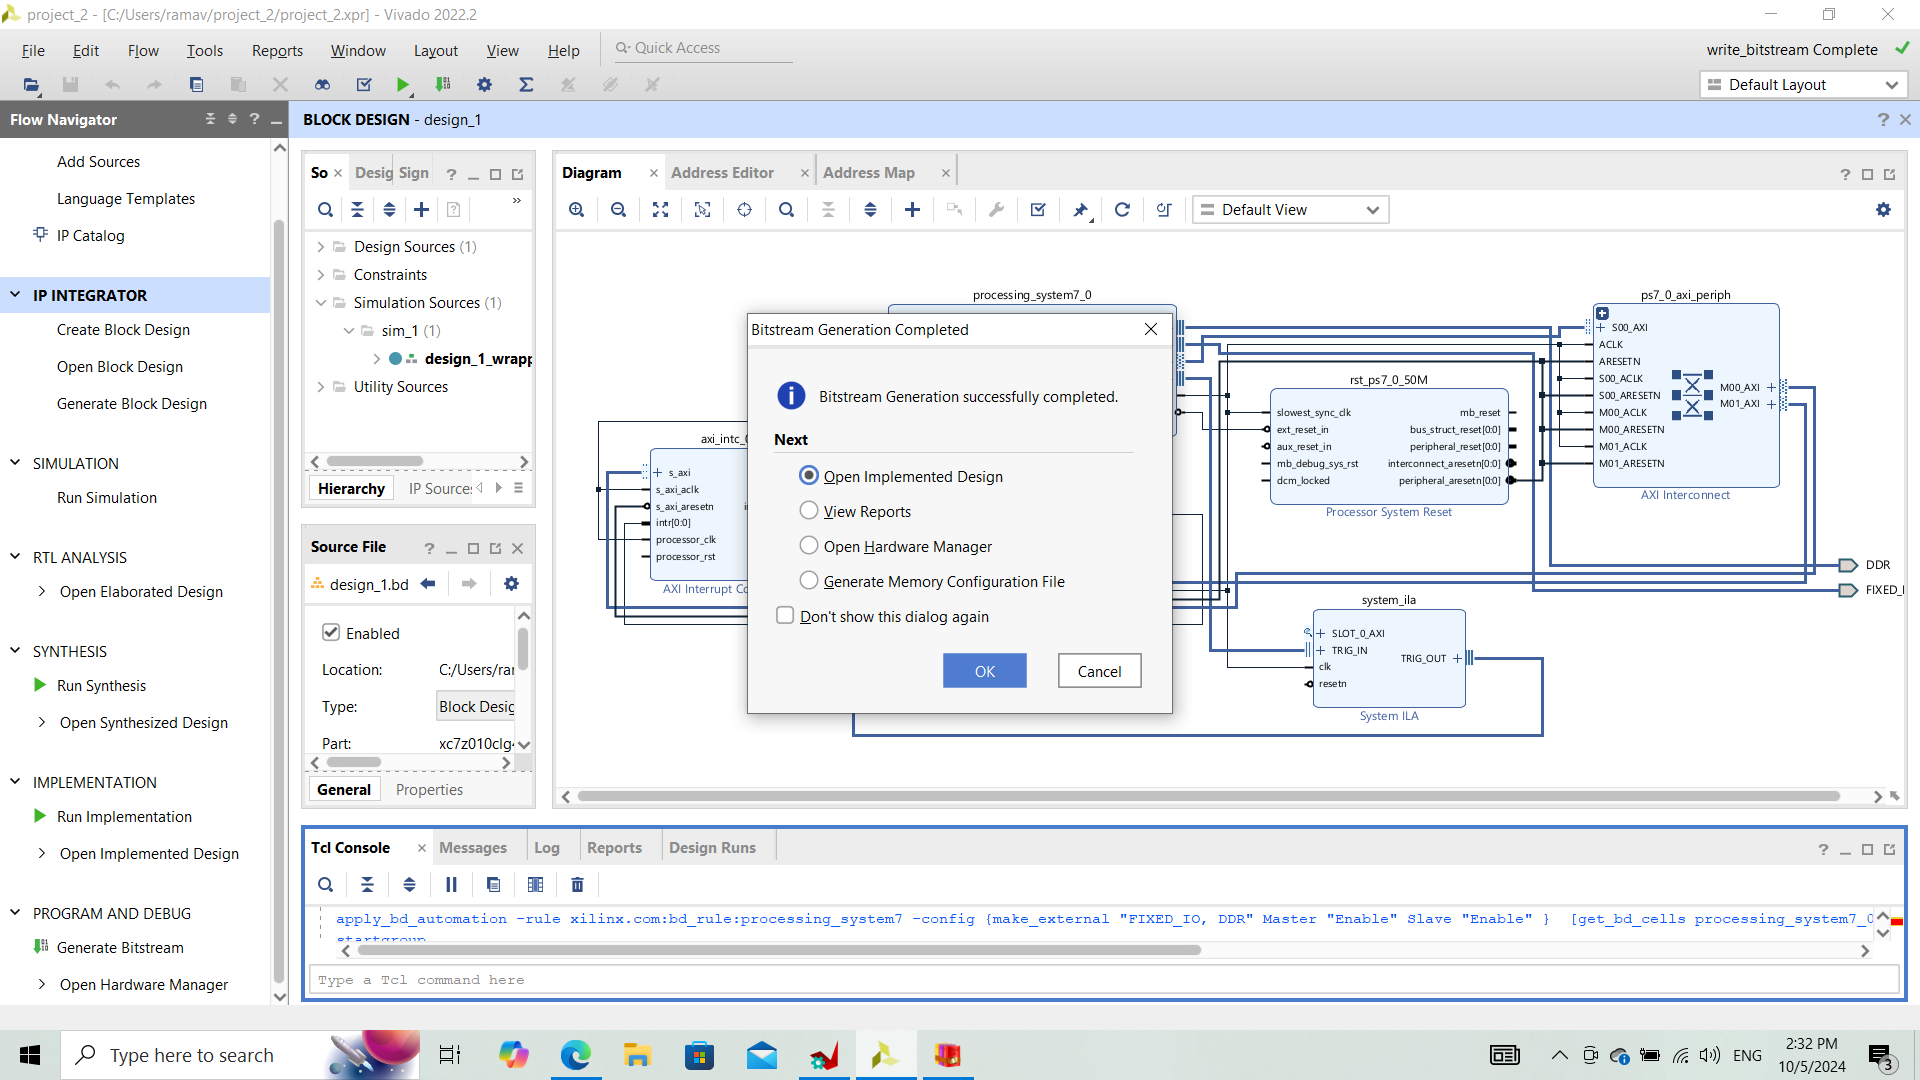 project_2 - [C:/Users/ramav/project_2/project_2.xpr] - Vivado 2022.2
File Edit Flow Tools Reports Window Layout View Help Quick Access
write_bitstream Complete
Default Layout
Flow Navigator
Add Sources
Language Templates
IP Catalog
IP INTEGRATOR
Create Block Design
Open Block Design
Generate Block Design
SIMULATION
Run Simulation
RTL ANALYSIS
Open Elaborated Design
SYNTHESIS
Run Synthesis
Open Synthesized Design
IMPLEMENTATION
Run Implementation
Open Implemented Design
PROGRAM AND DEBUG
Generate Bitstream
Open Hardware Manager
BLOCK DESIGN - design_1
So Desig Sign
Design Sources (1)
Constraints
Simulation Sources (1)
sim_1 (1)
design_1_wrapp
Utility Sources
Hierarchy IP Sources
Source File
design_1.bd
Enabled
Location: C:/Users/rar
Type: Block Desig
Part: xc7z010clg
General Properties
Diagram Address Editor Address Map
Default View
processing_system7_0
axi_intc_
s_axi
s_axi_aclk
s_axi_aresetn
intr[0:0]
processor_clk
processor_rst
AXI Interrupt Co
rst_ps7_0_50M
slowest_sync_clk mb_reset
ext_reset_in bus_struct_reset[0:0]
aux_reset_in peripheral_reset[0:0]
mb_debug_sys_rst interconnect_aresetn[0:0]
dcm_locked peripheral_aresetn[0:0]
Processor System Reset
ps7_0_axi_periph
S00_AXI
ACLK
ARESETN
S00_ACLK
S00_ARESETN
M00_ACLK
M00_ARESETN
M01_ACLK
M01_ARESETN
M00_AXI
M01_AXI
AXI Interconnect
DDR
FIXED_I
system_ila
SLOT_0_AXI
TRIG_IN
clk
resetn
TRIG_OUT
System ILA
Bitstream Generation Completed
Bitstream Generation successfully completed.
Next
Open Implemented Design
View Reports
Open Hardware Manager
Generate Memory Configuration File
Don't show this dialog again
OK Cancel
Tcl Console Messages Log Reports Design Runs
apply_bd_automation -rule xilinx.com:bd_rule:processing_system7 -config {make_external "FIXED_IO, DDR" Master "Enable" Slave "Enable" } [get_bd_cells processing_system7_0
startgroup
Type a Tcl command here
Type here to search
ENG
2:32 PM
10/5/2024
3